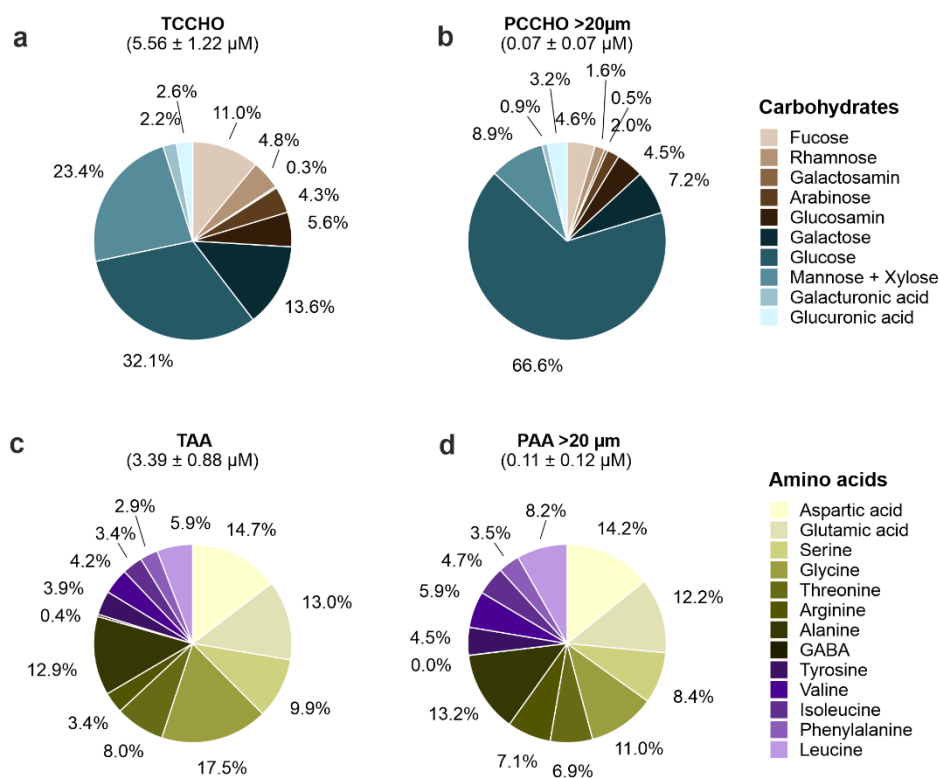 a
TCCHO
(5.56 ± 1.22 µM)
2.6%
2.2%
11.0%
4.8%
0.3%
4.3%
5.6%
13.6%
32.1%
23.4%
b
PCCHO >20µm
(0.07 ± 0.07 µM)
3.2%
0.9%
8.9%
4.6%
1.6%
0.5%
2.0%
4.5%
7.2%
66.6%
Carbohydrates
Fucose
Rhamnose
Galactosamin
Arabinose
Glucosamin
Galactose
Glucose
Mannose + Xylose
Galacturonic acid
Glucuronic acid
c
TAA
(3.39 ± 0.88 µM)
2.9%
3.4%
4.2%
3.9%
0.4%
12.9%
3.4%
8.0%
17.5%
9.9%
13.0%
14.7%
5.9%
d
PAA >20 µm
(0.11 ± 0.12 µM)
8.2%
3.5%
4.7%
5.9%
4.5%
0.0%
13.2%
7.1%
6.9%
11.0%
8.4%
12.2%
14.2%
Amino acids
Aspartic acid
Glutamic acid
Serine
Glycine
Threonine
Arginine
Alanine
GABA
Tyrosine
Valine
Isoleucine
Phenylalanine
Leucine